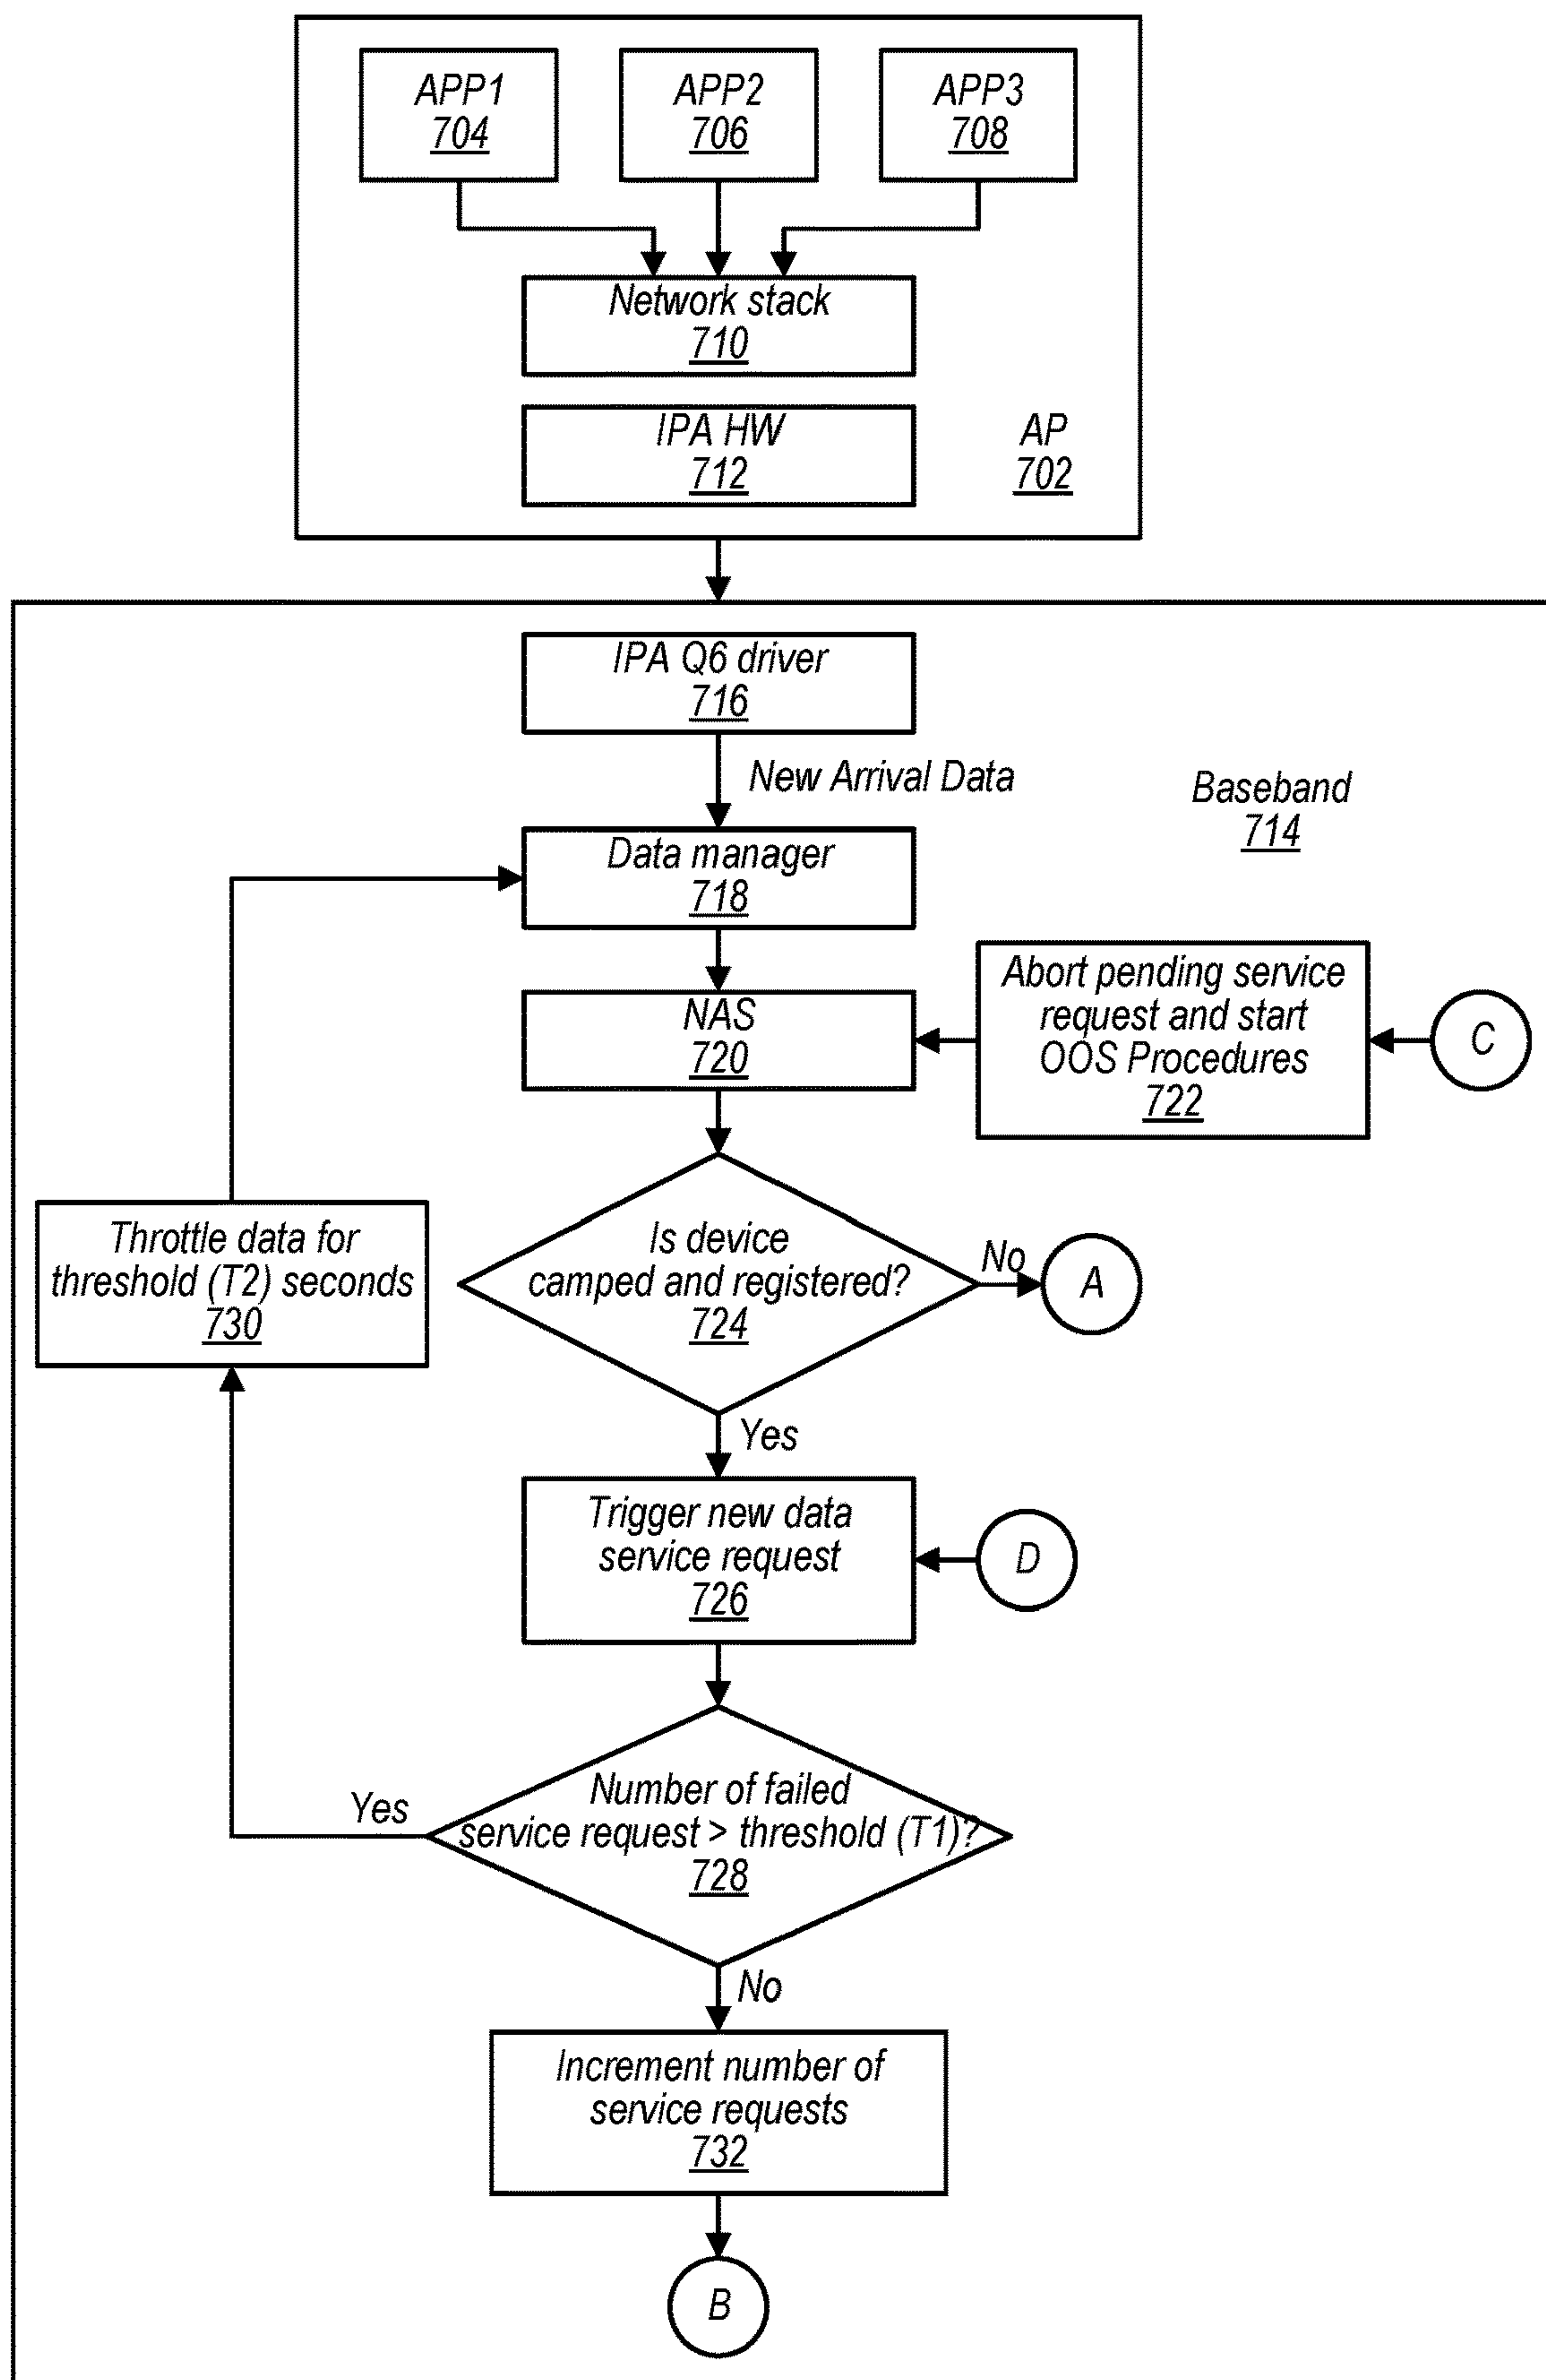 APP1
704
APP2
706
APP3
708
Network stack
710
IPA HW
712
AP
702
IPA Q6 driver
716
New Arrival Data
Baseband
714
Data manager
718
Abort pending service
request and start
OOS Procedures
722
C
NAS
720
Throttle data for
threshold (T2) seconds
730
Is device
camped and registered?
724
No
A
Yes
Trigger new data
service request
726
D
Number of failed
service request > threshold (T1)?
728
Yes
No
Increment number of
service requests
732
B